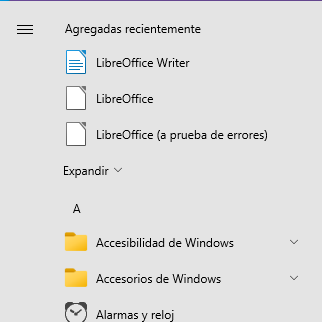 Agregadas recientemente
LibreOffice Writer
LibreOffice
LibreOffice (a prueba de errores)
Expandir
A
Accesibilidad de Windows
Accesorios de Windows
Alarmas y reloj